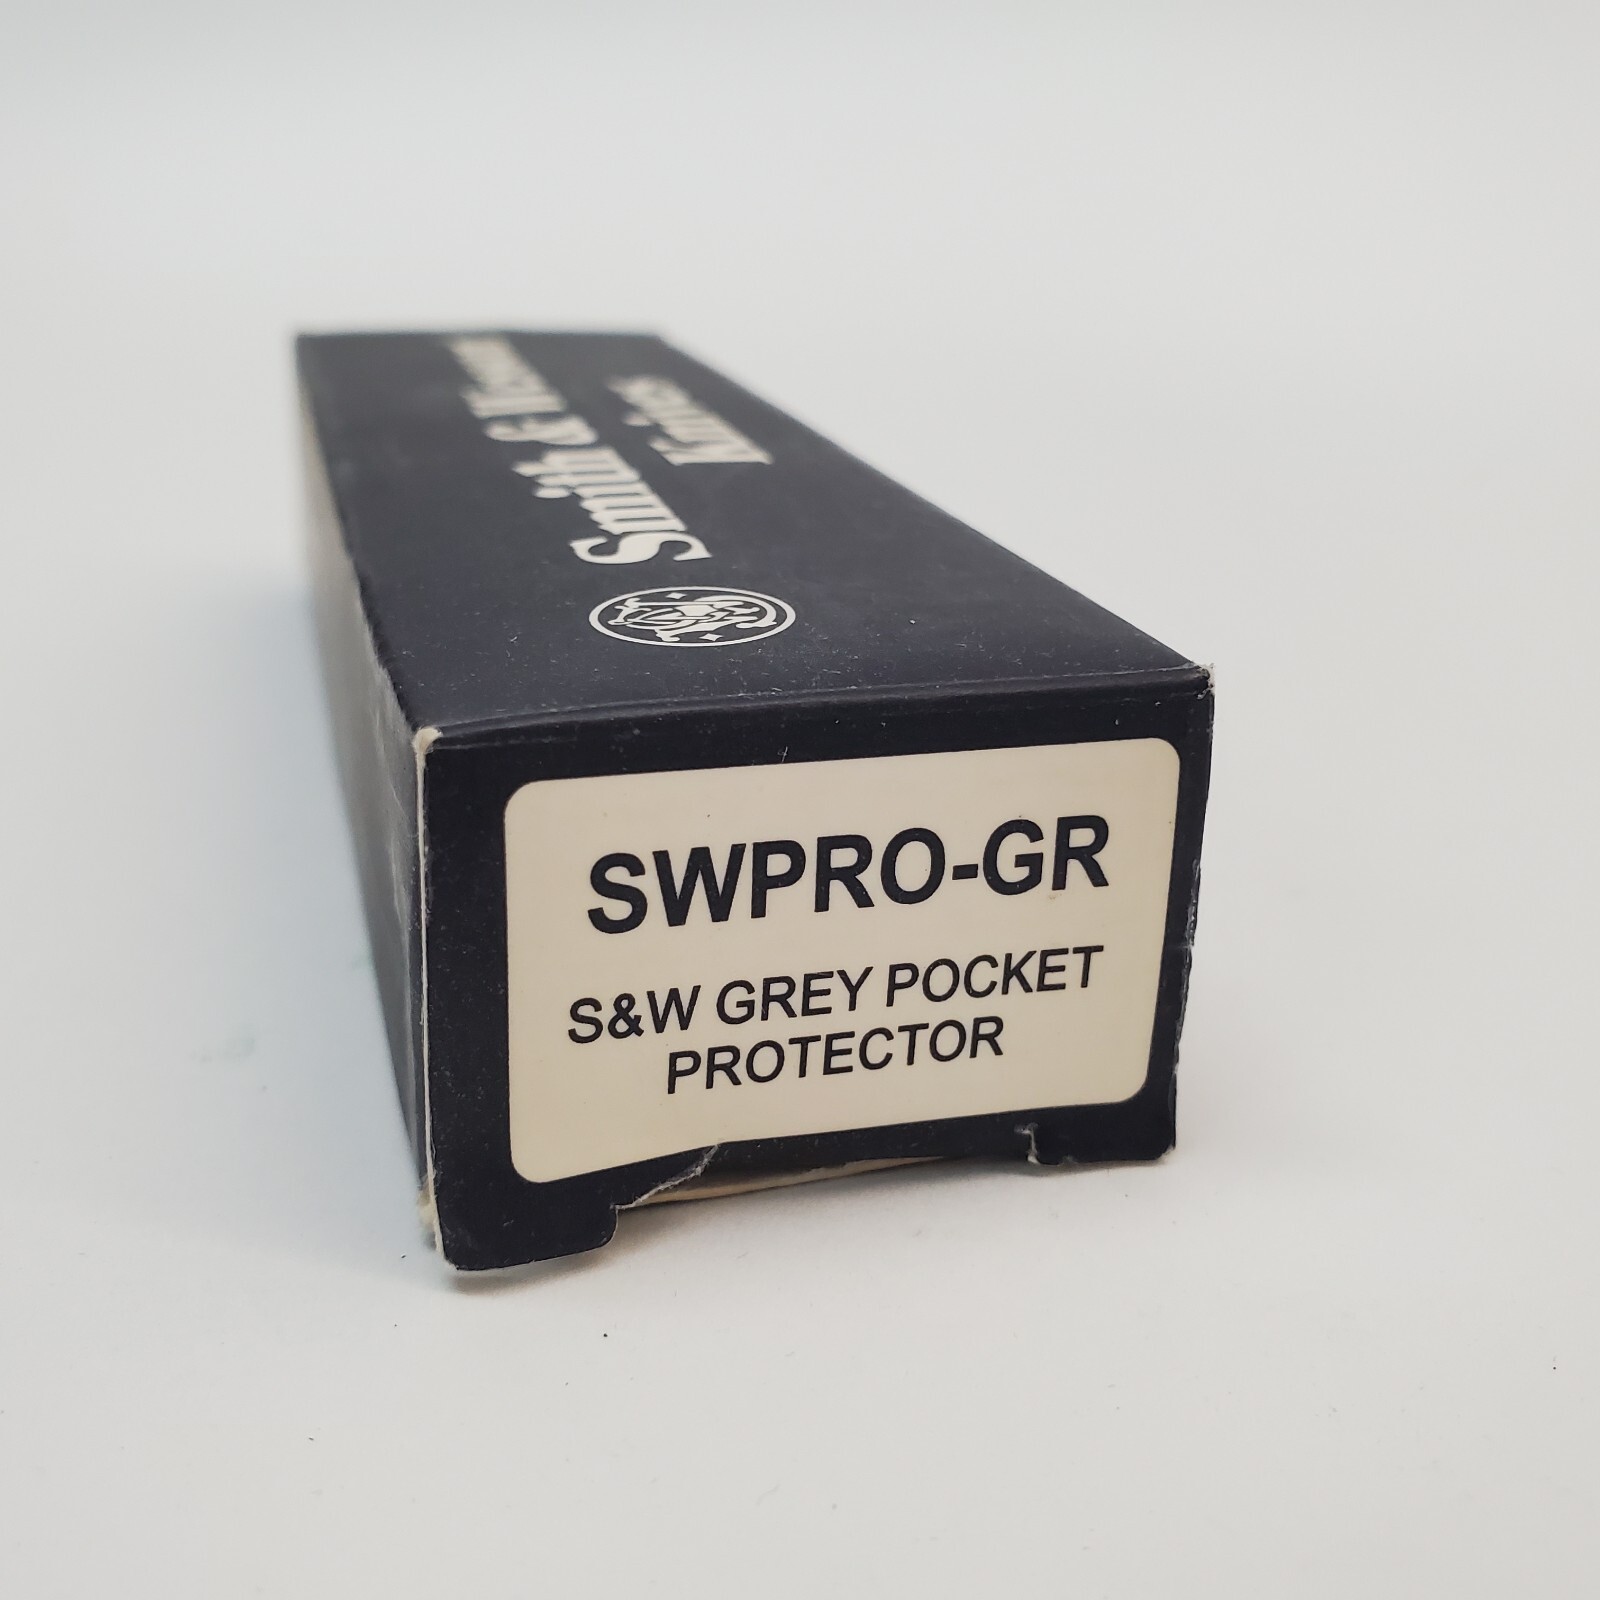 Smith & Wesson
Knives
SWPRO-GR
S&W GREY POCKET
PROTECTOR